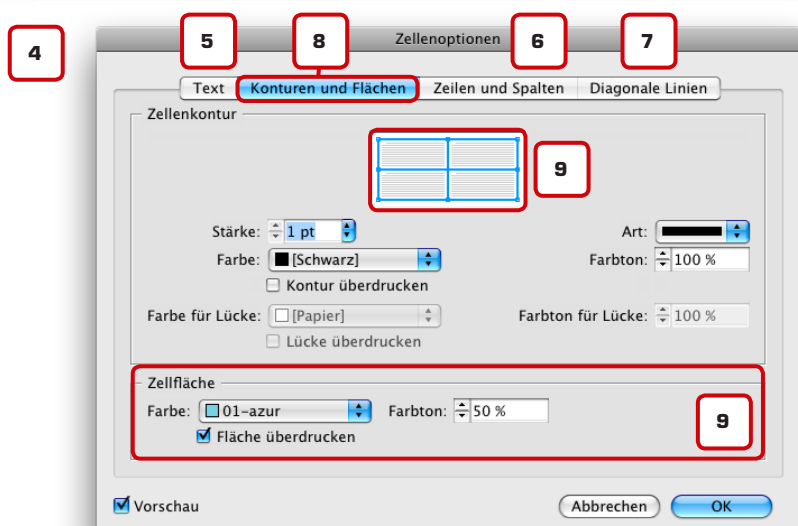 4
5
8
6
7
Zellenoptionen
Text Konturen und Flächen Zeilen und Spalten Diagonale Linien
Zellenkontur
9
Stärke: 1 pt Art:
Farbe: [Schwarz] Farbton: 100 %
Kontur überdrucken
Farbe für Lücke: [Papier] Farbton für Lücke: 100 %
Lücke überdrucken
Zellfläche
Farbe: 01-azur Farbton: 50 %
9
Fläche überdrucken
Vorschau Abbrechen OK